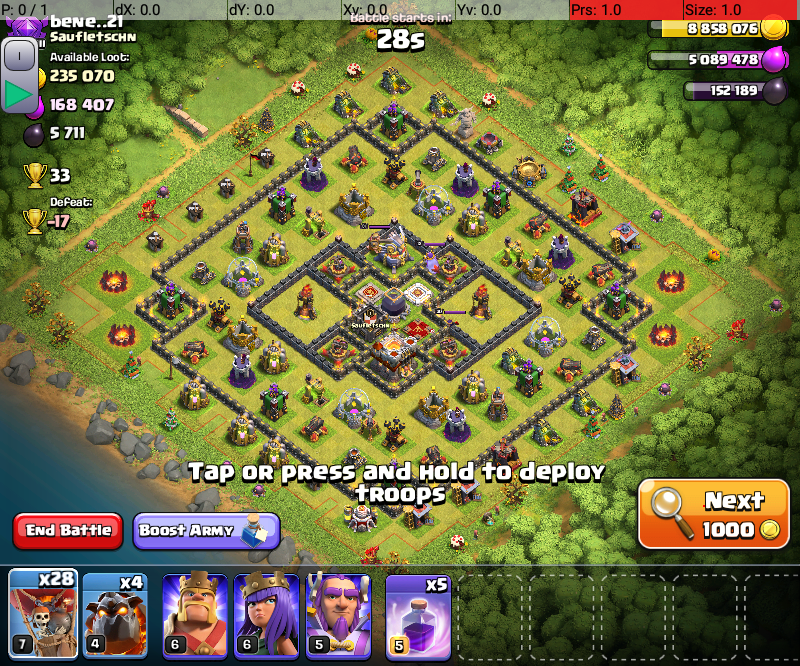 P: 0 / 1 dX: 0.0 dY: 0.0 Xv: 0.0 Yv: 0.0 Prs: 1.0 Size: 1.0
bene..21
Saufletschn
Battle starts in:
28s
8 858 076
Available Loot:
235 070
5 089 478
168 407
152 189
5 711
33
Defeat:
-17
Saufletschn
Tap or press and hold to deploy
troops
End Battle
Boost Army
Next
1000
x28
x4
x5
7
4
6
6
5
5